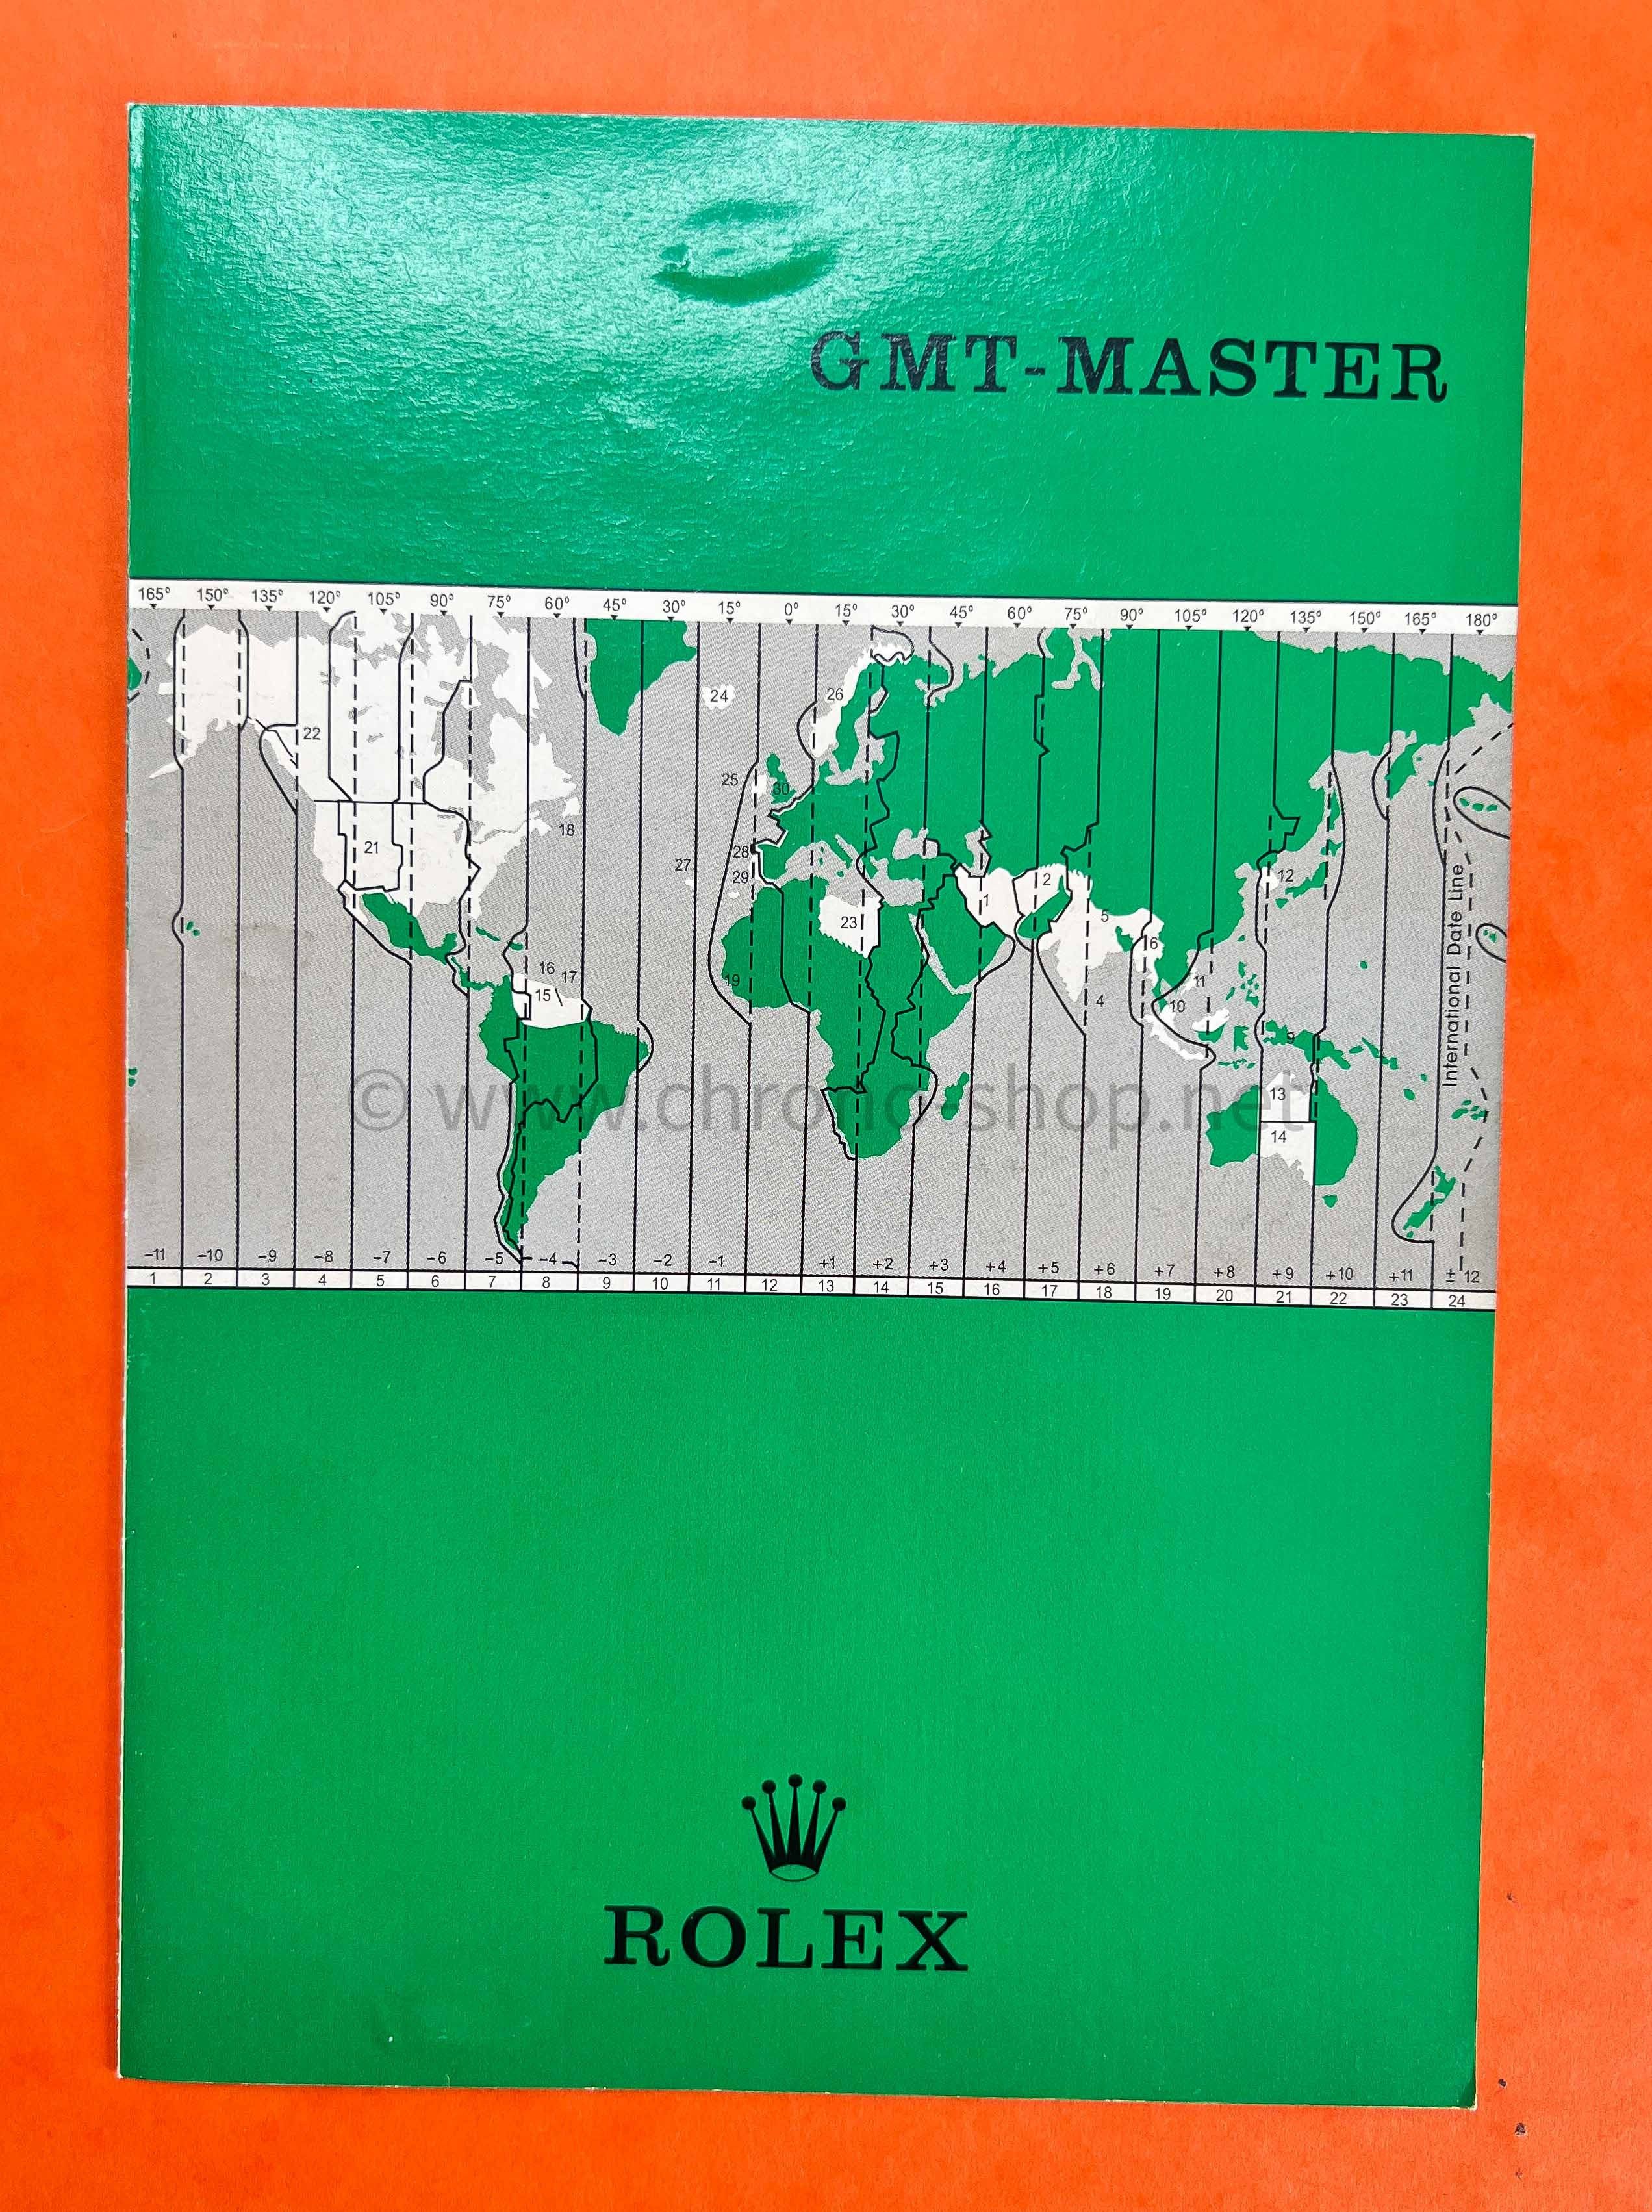 GMT-MASTER
165° 150° 135° 120° 105° 90° 75° 60° 45° 30° 15° 0° 15° 30° 45° 60° 75° 90° 105° 120° 135° 150° 165° 180°
24 26
22
25 30
18
21 27 28 29 2 12
1 5
23 6
16 17 19 11
15 4 10
9
International Date Line
© www.chrono-shop.net
13
14
−11 −10 −9 −8 −7 −6 −5 −4 −3 −2 −1 +1 +2 +3 +4 +5 +6 +7 +8 +9 +10 +11 ± 12
1 2 3 4 5 6 7 8 9 10 11 12 13 14 15 16 17 18 19 20 21 22 23 24
ROLEX